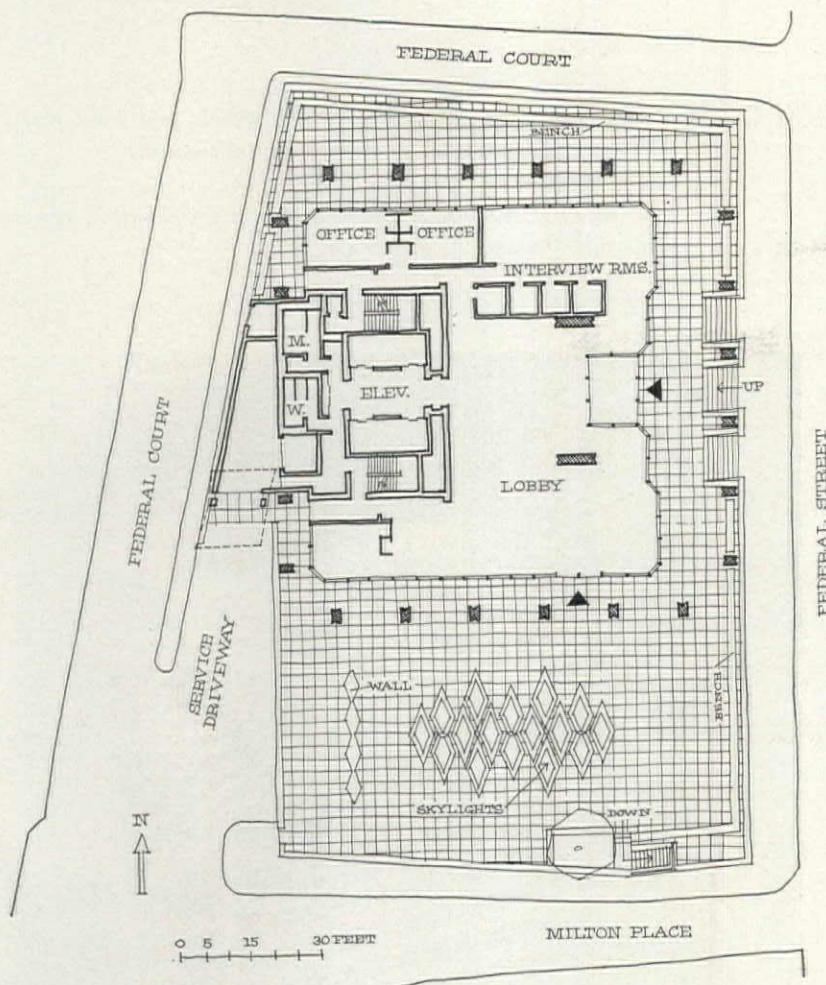 FEDERAL COURT
BENCH
OFFICE
OFFICE
INTERVIEW RMS.
M.
ELEV.
W.
UP
LOBBY
FEDERAL COURT
FEDERAL STREET
SERVICE
DRIVEWAY
WALL
BENCH
SKYLIGHTS
DOWN
N
0 5 15 30 FEET
MILTON PLACE